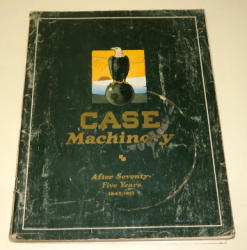 CASE
Machinery
After Seventy-
Five Years
1842-1917